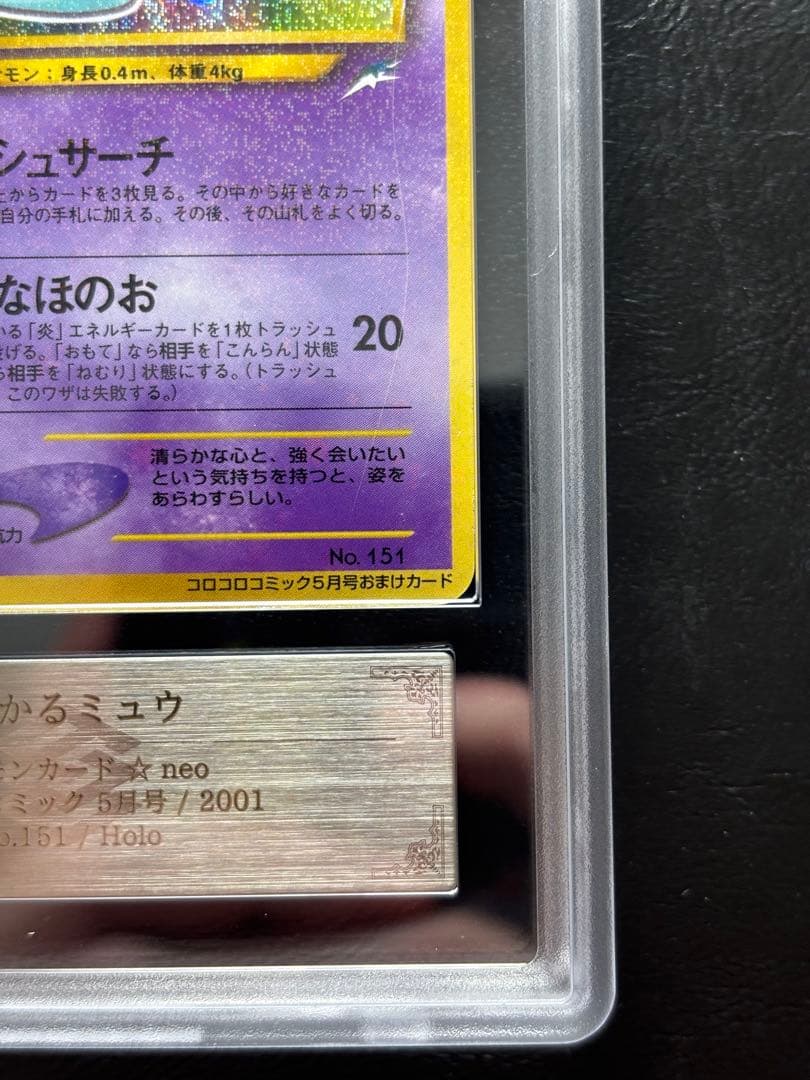 モン：身長0.4m、体重4kg
シュサーチ
からカードを3枚見る。その中から好きなカードを
自分の手札に加える。その後、その山札をよく切る。
なほのお
かる「炎」エネルギーカードを1枚トラッシュ
投げる。「おもて」なら相手を「こんらん」状態
ら相手を「ねむり」状態にする。（トラッシュ
、このワザは失敗する。）
20
清らかな心と、強く会いたい
という気持ちを持つと、姿を
あらわすらしい。
力
No. 151
コロコロコミック5月号おまけカード
かるミュウ
モンカード ☆ neo
ミック 5月号 / 2001
o.151 / Holo